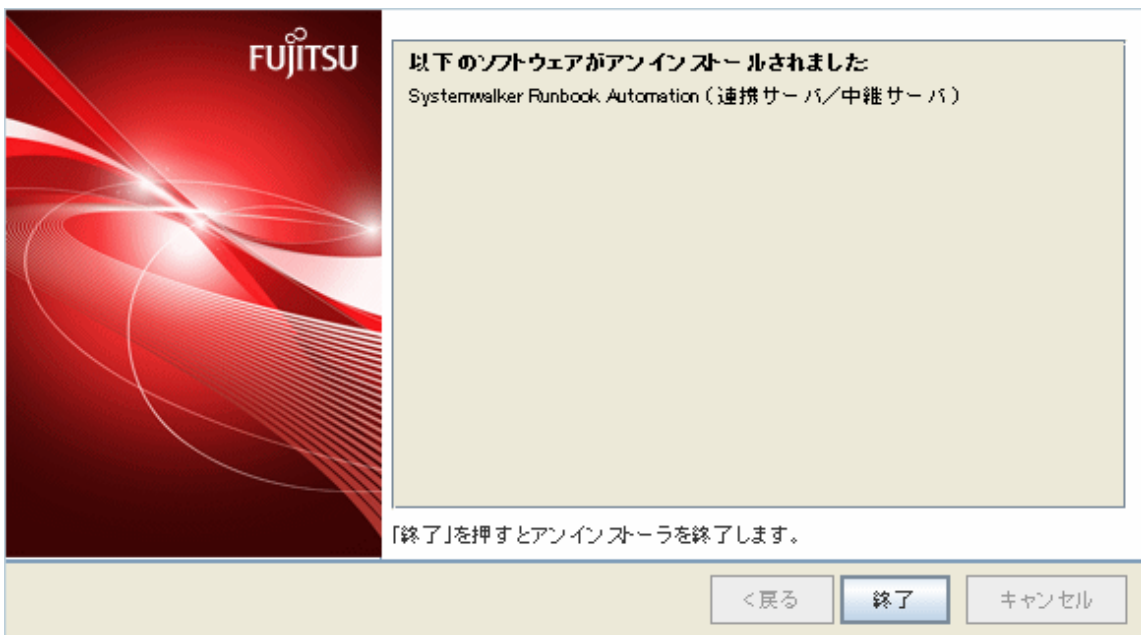 FUJITSU
以下のソフトウェアがアンインストールされました:
Systemwalker Runbook Automation（連携サーバ／中継サーバ）
「終了」を押すとアンインストーラを終了します。
<戻る
終了
キャンセル